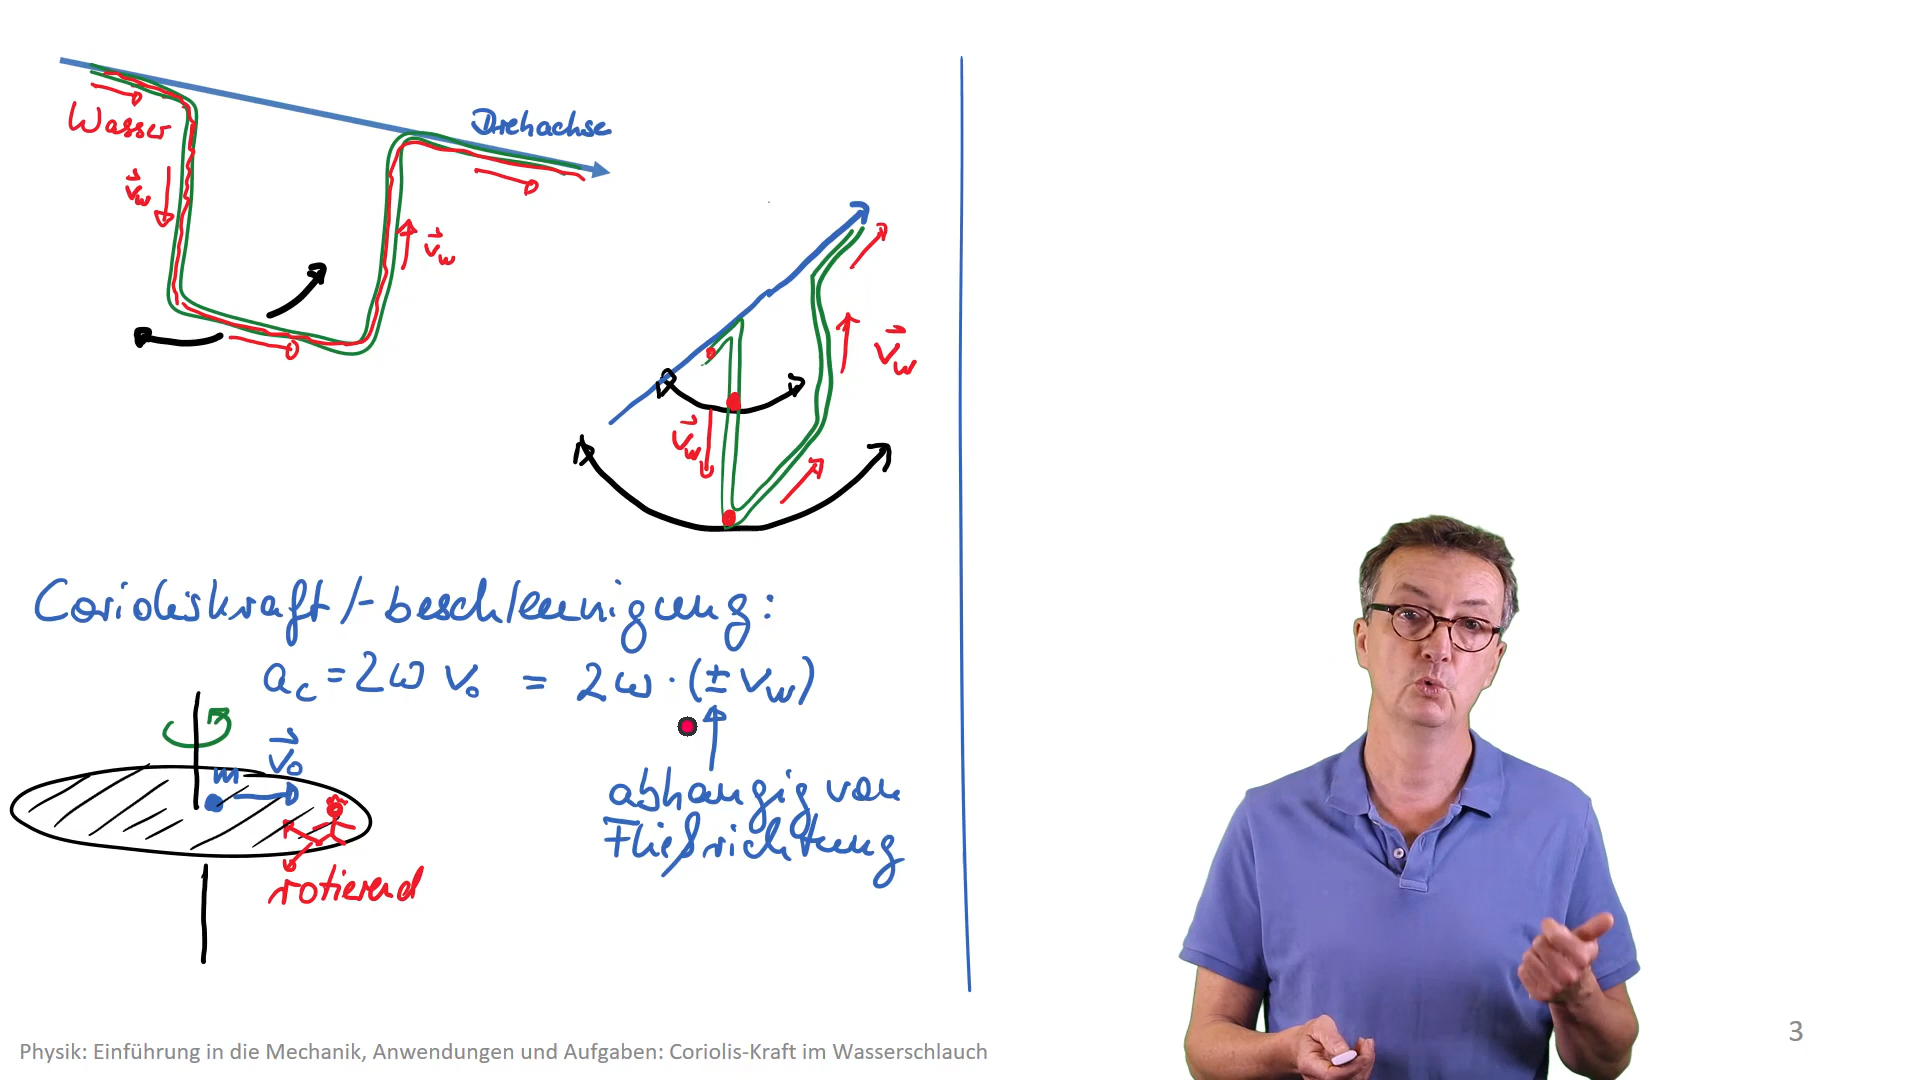 Wasser
Drehachse
v⃗w
v⃗w
v⃗w
v⃗w
Corioliskraft/-beschleunigung:
ac = 2ω v₀ = 2ω · (± vw)
m
v⃗₀
abhängig von
Fließrichtung
rotierend
Physik: Einführung in die Mechanik, Anwendungen und Aufgaben: Coriolis-Kraft im Wasserschlauch
3